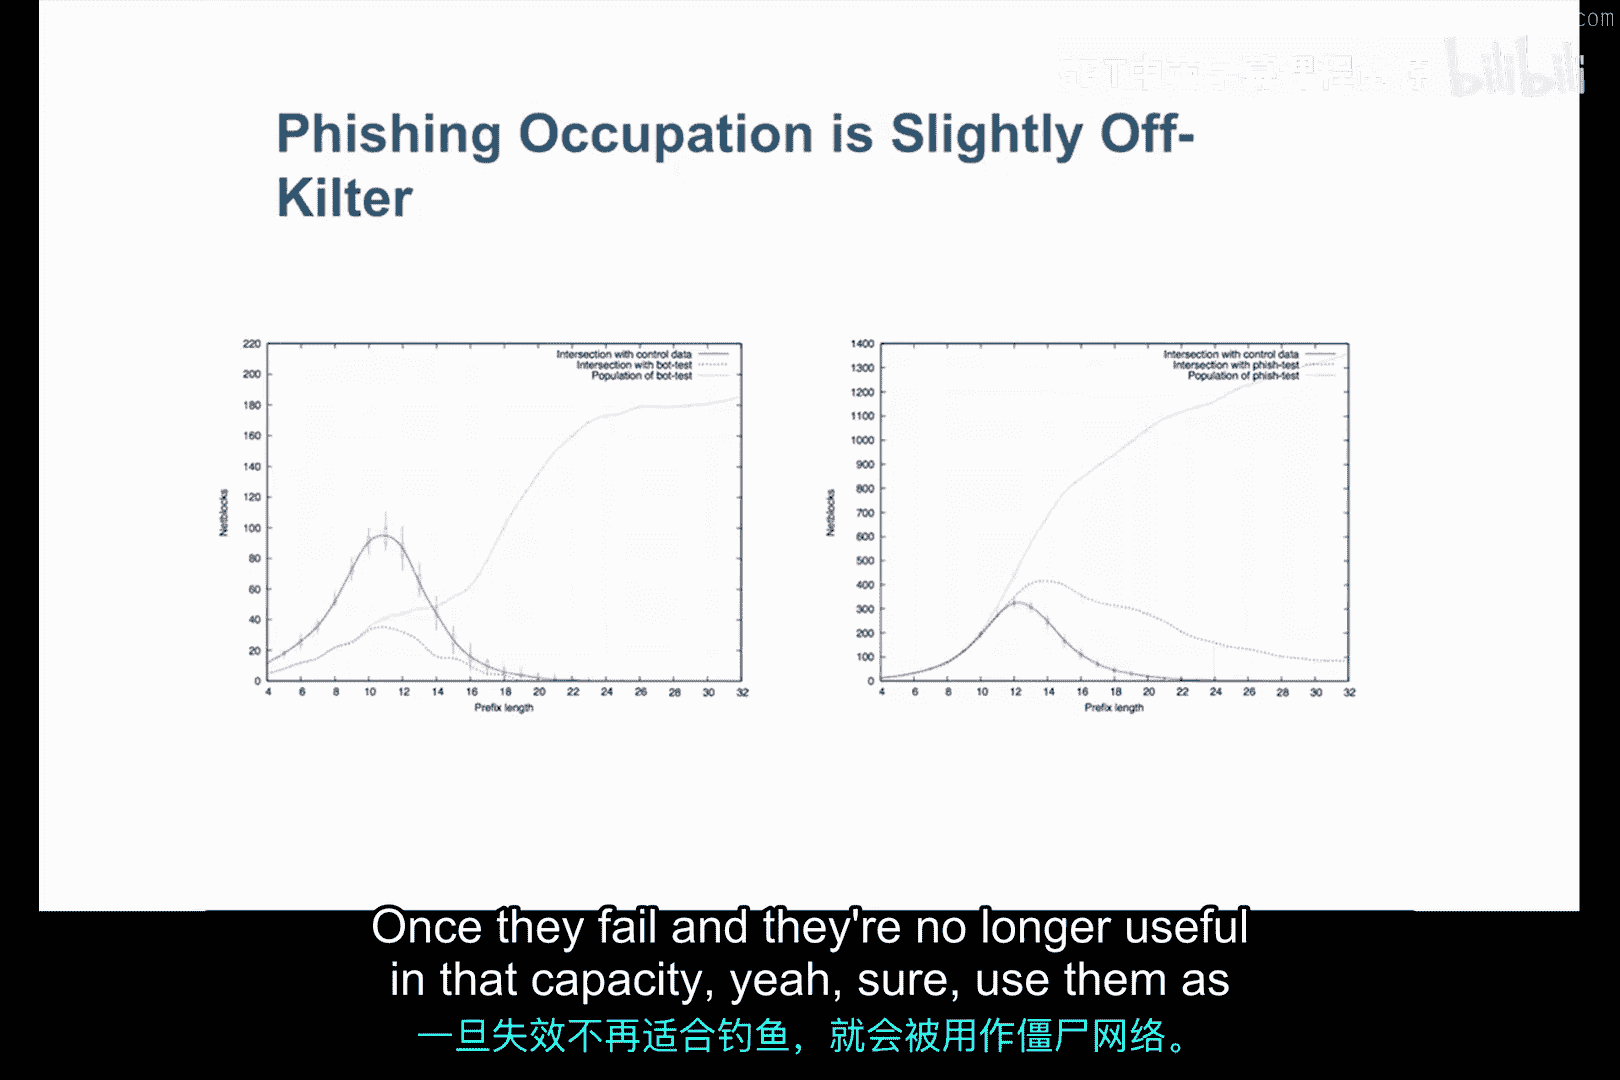 com
bilibili
Phishing Occupation is Slightly Off-
Kilter
220
200
180
160
140
120
100
80
60
40
20
0
Netblocks
Intersection with control data
Intersection with bot-test
Population of bot-test
4 6 8 10 12 14 16 18 20 22 24 26 28 30 32
Prefix length
1400
1300
1200
1100
1000
900
800
700
600
500
400
300
200
100
0
Netblocks
Intersection with control data
Intersection with phish-test
Population of phish-test
4 6 8 10 12 14 16 18 20 22 24 26 28 30 32
Prefix length
Once they fail and they're no longer useful
in that capacity, yeah, sure, use them as
一旦失效不再适合钓鱼，就会被用作僵尸网络。